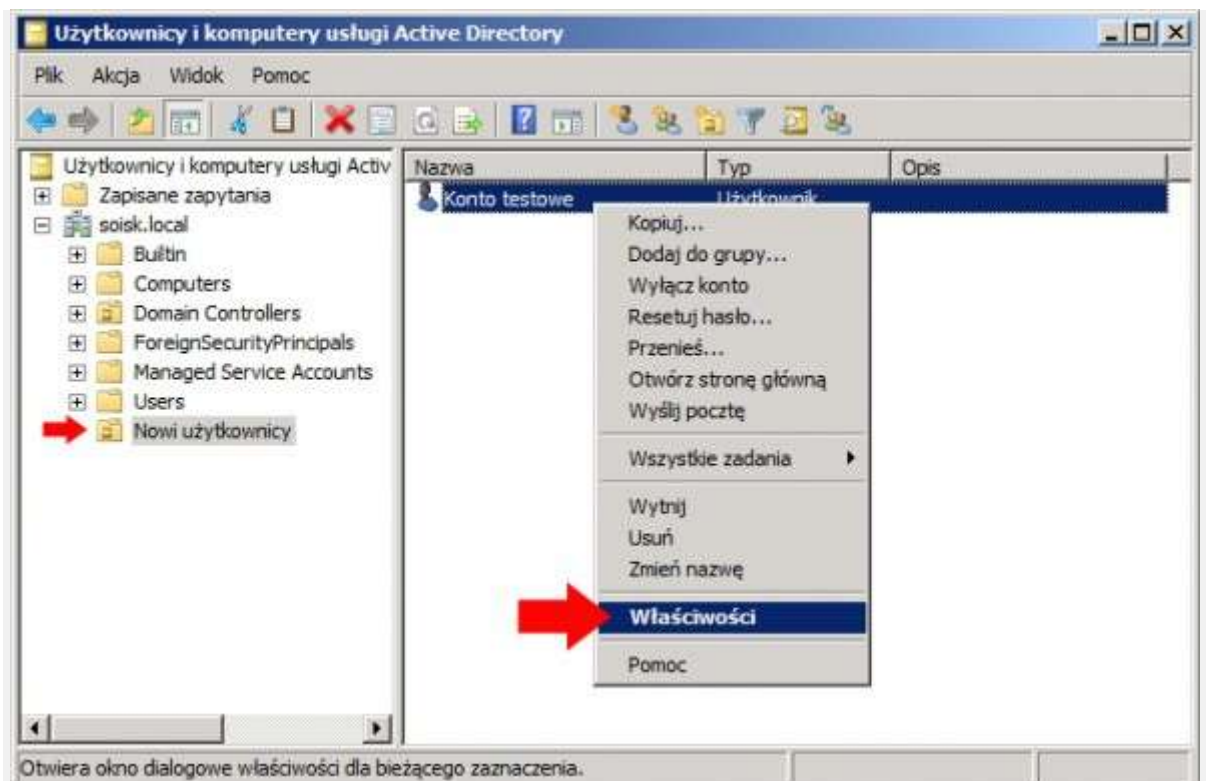 Użytkownicy i komputery usługi Active Directory
Plik Akcja Widok Pomoc
Użytkownicy i komputery usługi Activ
Zapisane zapytania
soisk.local
Builtin
Computers
Domain Controllers
ForeignSecurityPrincipals
Managed Service Accounts
Users
Nowi użytkownicy
Nazwa Typ Opis
Konto testowe Użytkownik
Kopiuj...
Dodaj do grupy...
Wyłącz konto
Resetuj hasło...
Przenieś...
Otwórz stronę główną
Wyślij pocztę
Wszystkie zadania
Wytnij
Usuń
Zmień nazwę
Właściwości
Pomoc
Otwiera okno dialogowe właściwości dla bieżącego zaznaczenia.